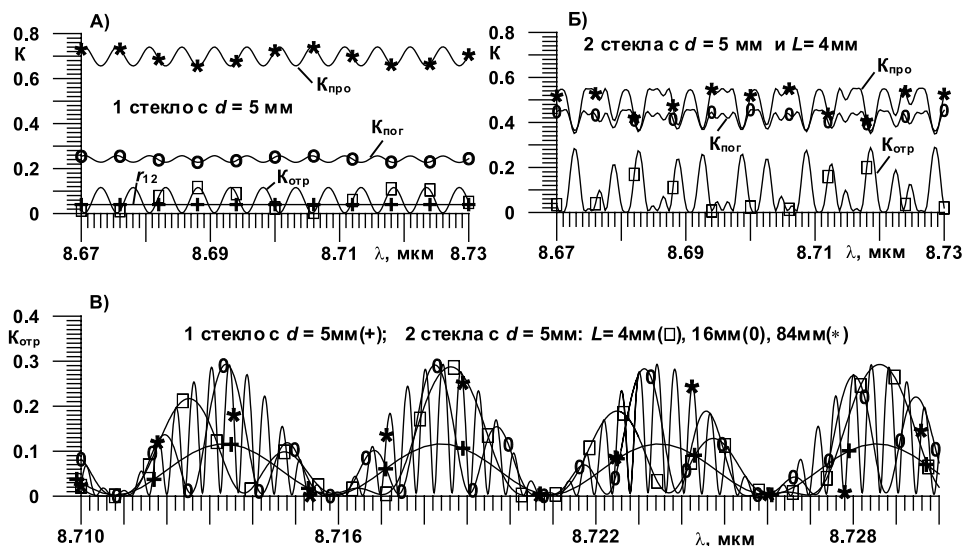 А)
0.8
К
0.6
0.4
0.2
0
Кпро
1 стекло с d = 5 мм
Кпог
r12
Котр
8.67
8.69
8.71
λ, мкм
8.73
Б)
0.8
К
0.6
0.4
0.2
0
2 стекла с d = 5 мм и L= 4мм
Кпро
Кпог
Котр
8.67
8.69
8.71
λ, мкм
8.73
В)
0.4
Котр
0.3
0.2
0.1
0
1 стекло с d = 5мм(+); 2 стекла с d = 5мм: L= 4мм(□), 16мм(0), 84мм(*)
8.710
8.716
8.722
λ, мкм
8.728